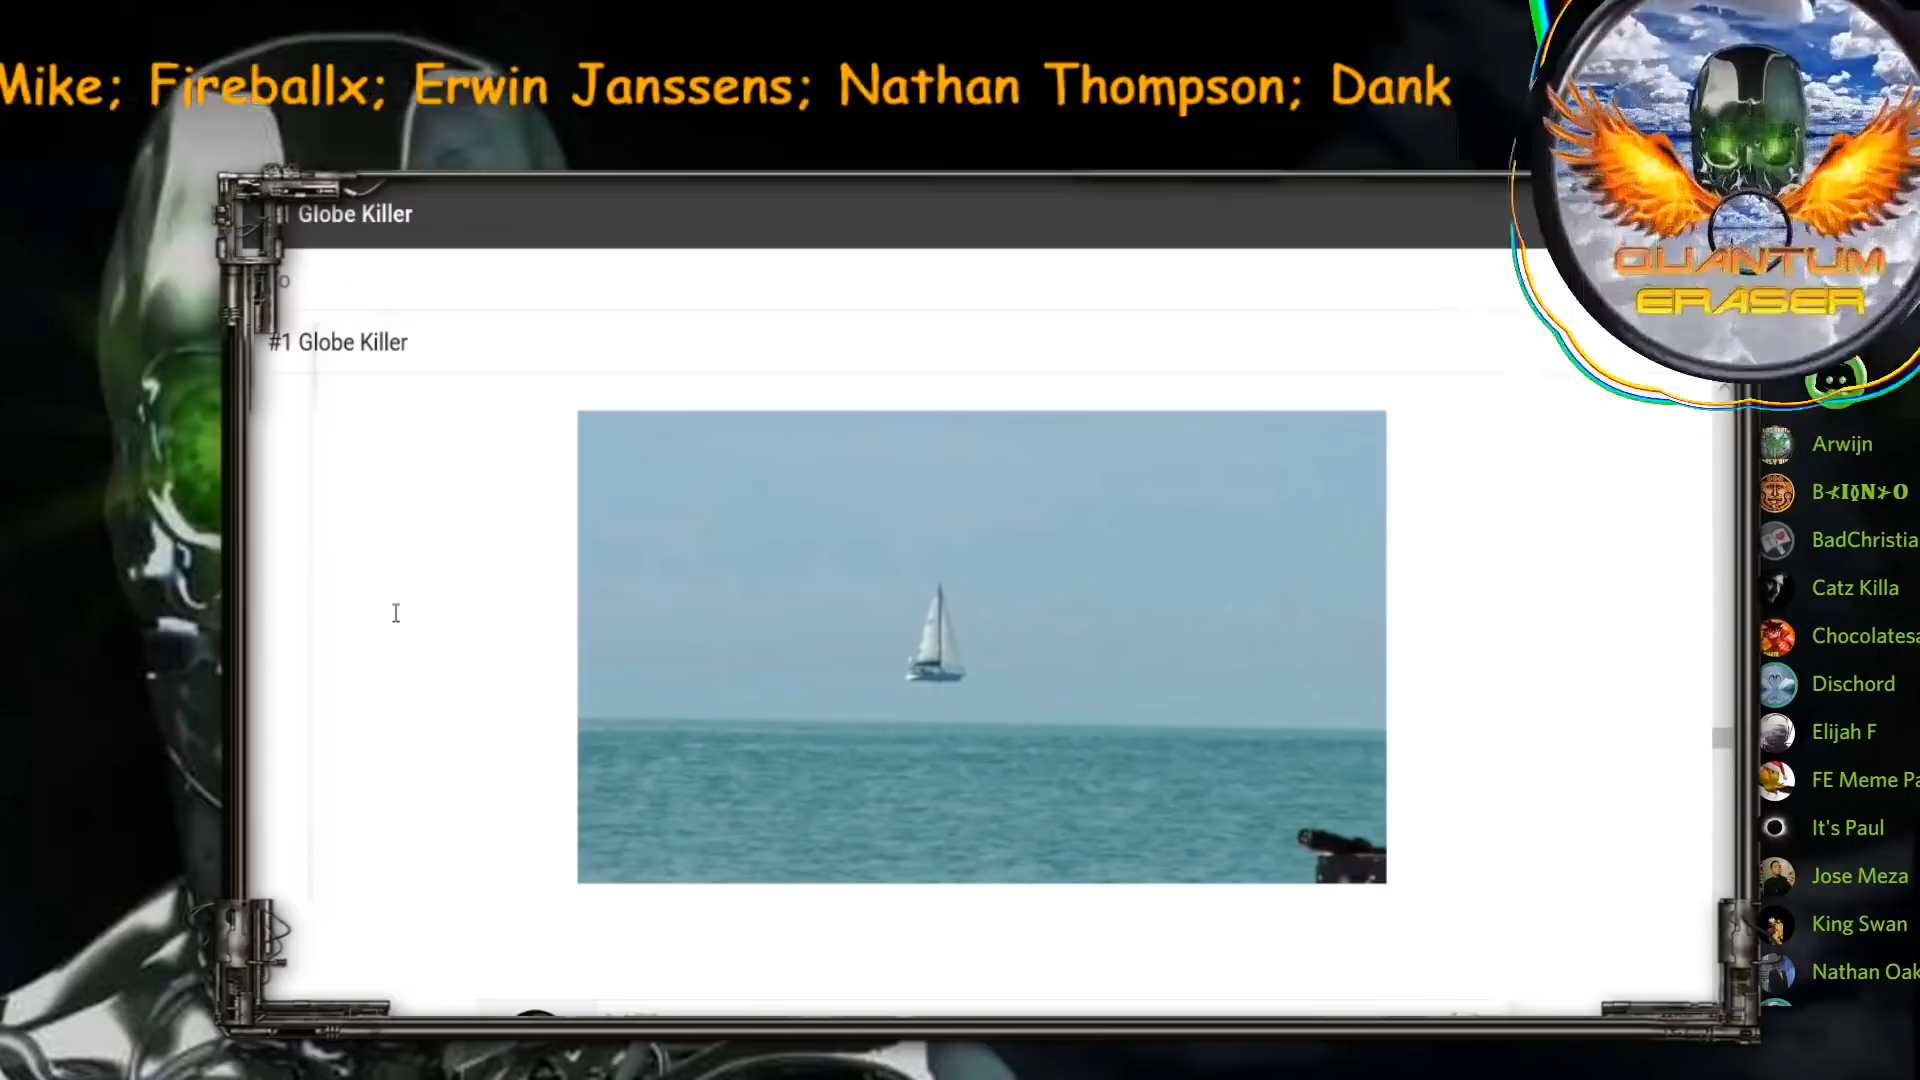 Mike; Fireballx; Erwin Janssens; Nathan Thompson; Dank
Globe Killer
#1 Globe Killer
QUANTUM
ERASER
Arwijn
BadChristia
Catz Killa
Chocolatesa
Dischord
Elijah F
FE Meme Pa
It's Paul
Jose Meza
King Swan
Nathan Oak